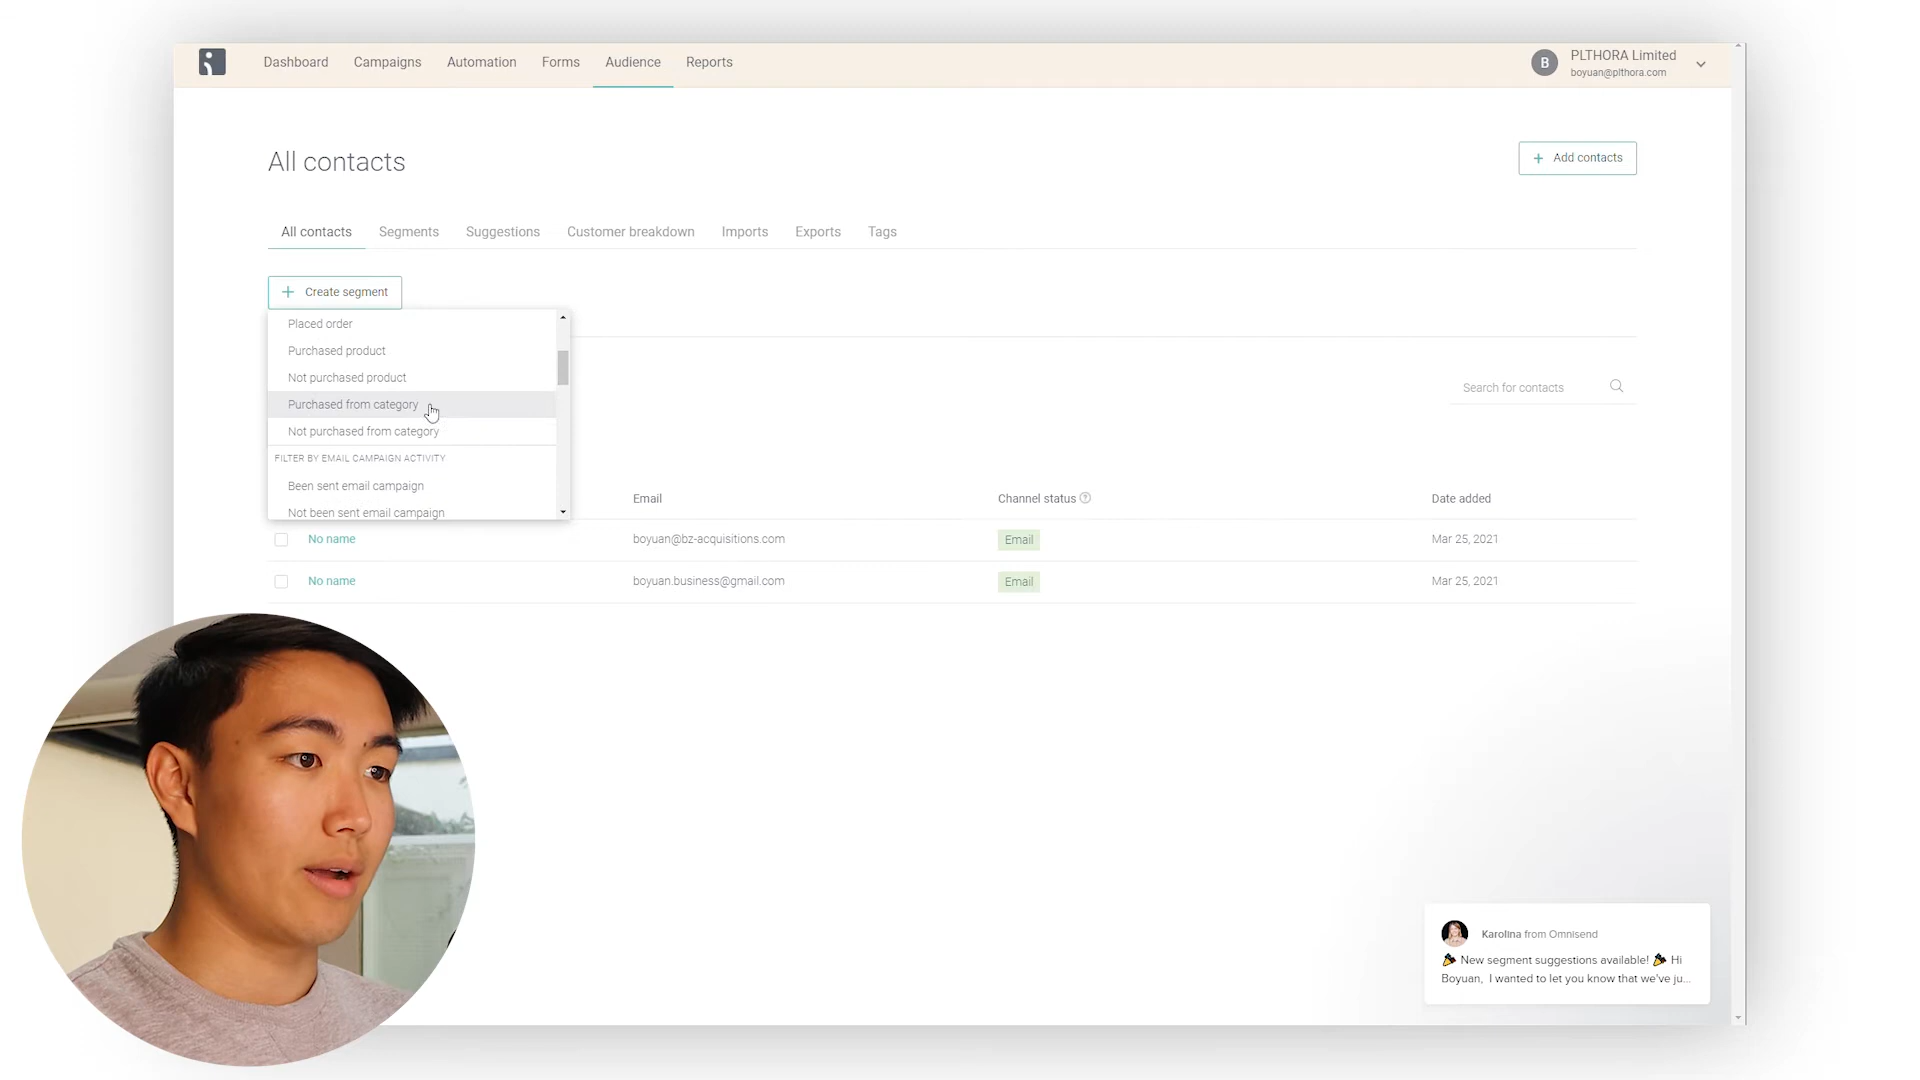 Dashboard Campaigns Automation Forms Audience Reports
B PLTHORA Limited
boyuan@plthora.com
All contacts
+ Add contacts
All contacts Segments Suggestions Customer breakdown Imports Exports Tags
+ Create segment
Placed order
Purchased product
Not purchased product
Purchased from category
Not purchased from category
FILTER BY EMAIL CAMPAIGN ACTIVITY
Been sent email campaign
Not been sent email campaign
Search for contacts
Email Channel status ? Date added
No name boyuan@bz-acquisitions.com Email Mar 25, 2021
No name boyuan.business@gmail.com Email Mar 25, 2021
Karolina from Omnisend
🎉 New segment suggestions available! 🎉 Hi
Boyuan, I wanted to let you know that we've ju...